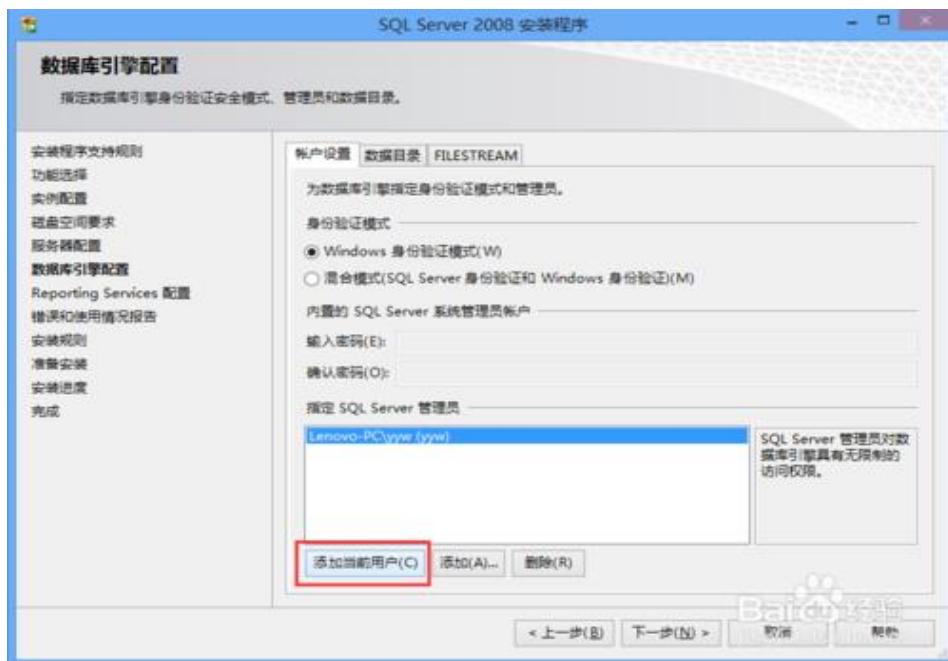 SQL Server 2008 安装程序
数据库引擎配置
指定数据库引擎身份验证安全模式、管理员和数据目录。
安装程序支持规则
功能选择
实例配置
磁盘空间要求
服务器配置
数据库引擎配置
Reporting Services 配置
错误和使用情况报告
安装规则
准备安装
安装进度
完成
帐户设置 数据目录 FILESTREAM
为数据库引擎指定身份验证模式和管理员。
身份验证模式
Windows 身份验证模式(W)
混合模式(SQL Server 身份验证和 Windows 身份验证)(M)
内置的 SQL Server 系统管理员帐户
输入密码(E):
确认密码(O):
指定 SQL Server 管理员
Lenovo-PC\yyw (yyw)
SQL Server 管理员对数
据库引擎具有无限制的
访问权限。
添加当前用户(C) 添加(A)... 删除(R)
Baidu 经验
< 上一步(B) 下一步(N) > 取消 帮助